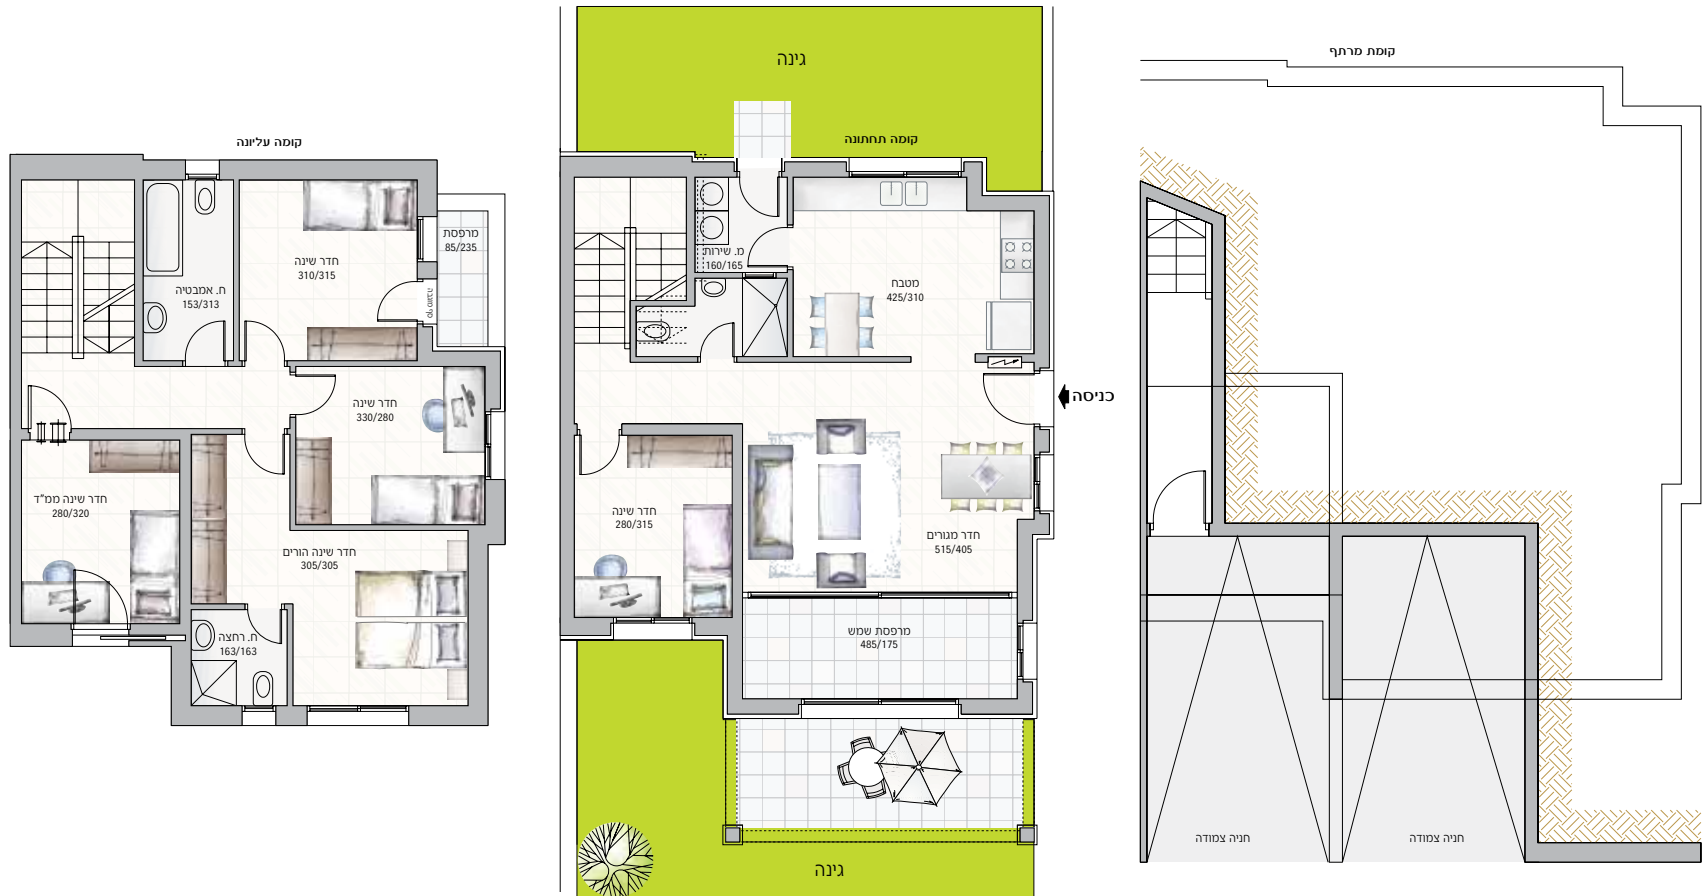 קומת מרתף
חניה צמודה
חניה צמודה
גינה
קומה תחתונה
מ. שירות
160/165
מטבח
425/310
כניסה
חדר שינה
280/315
חדר מגורים
515/405
מרפסת שמש
485/175
גינה
קומה עליונה
מרפסת
85/235
חדר שינה
310/315
ח. אמבטיה
153/313
חדר שינה
330/280
חדר שינה ממ"ד
280/320
חדר שינה הורים
305/305
ח. רחצה
163/163